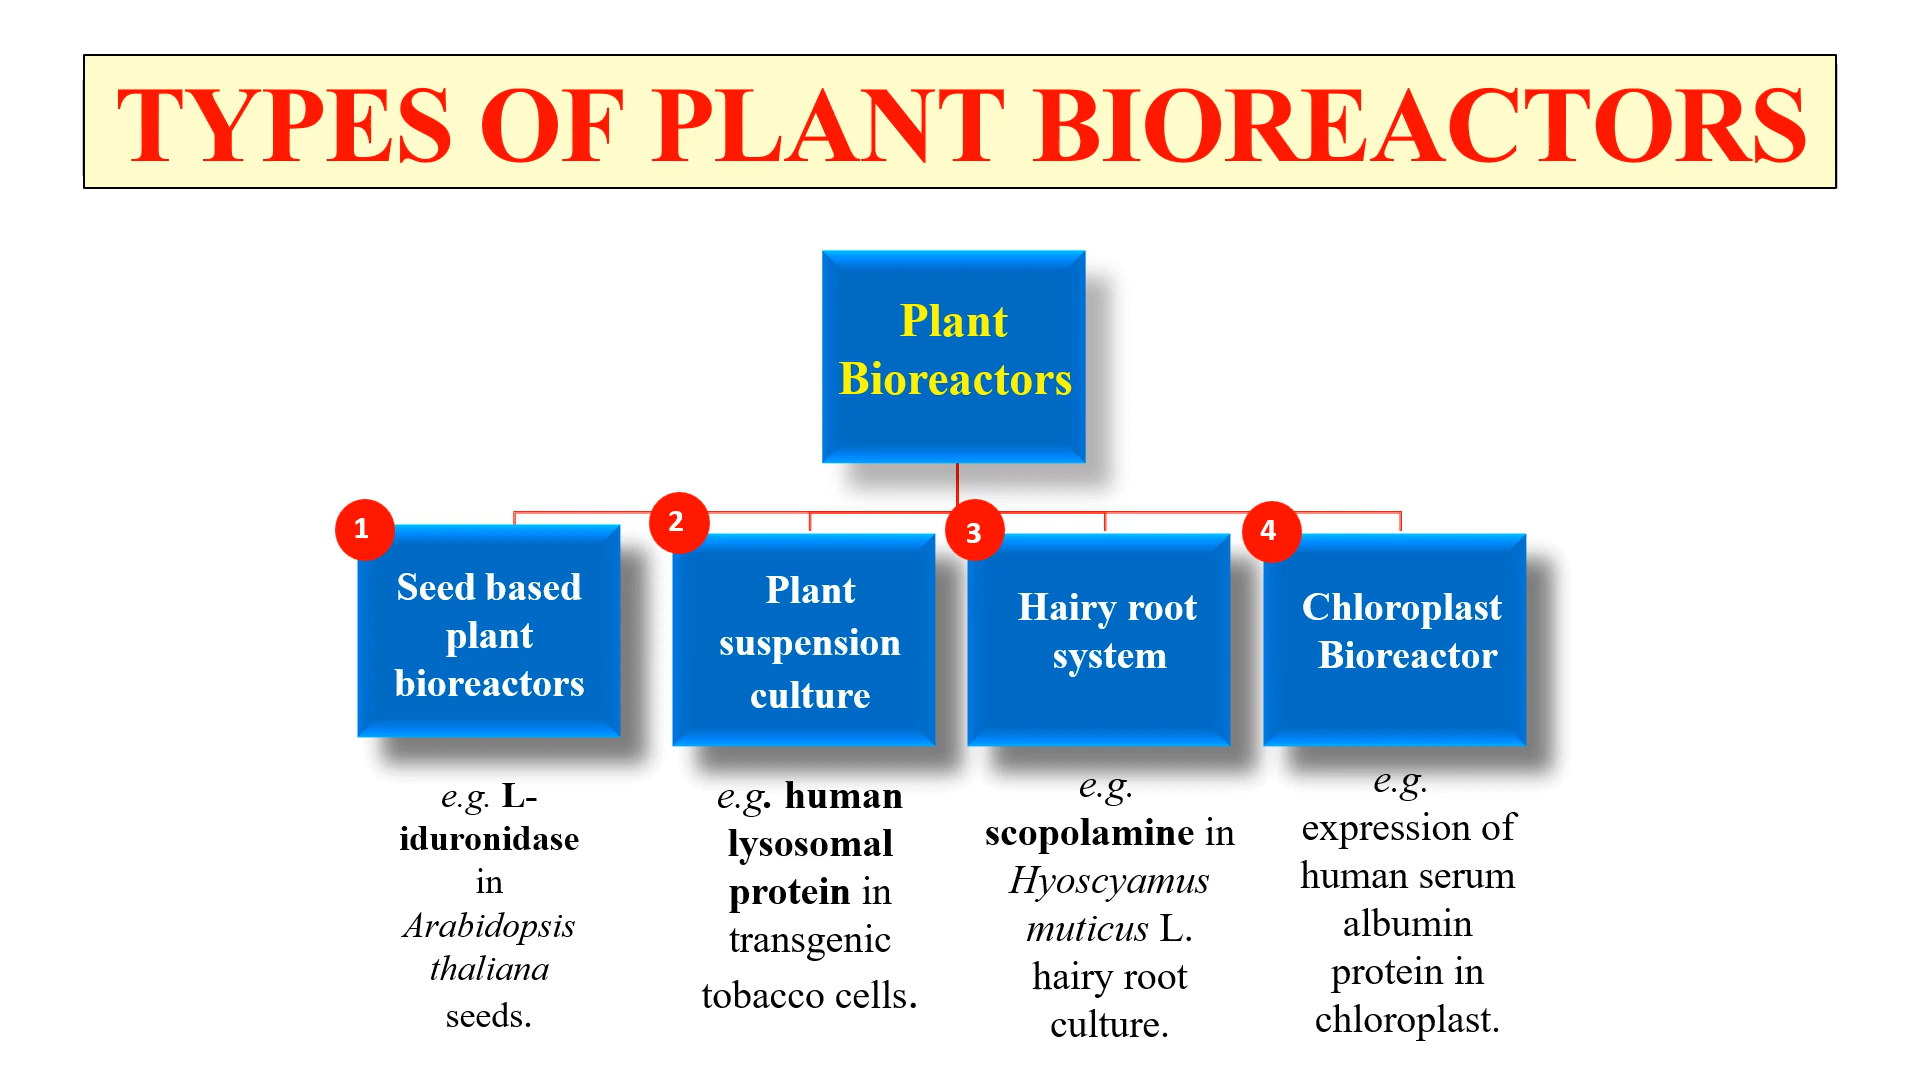 TYPES OF PLANT BIOREACTORS
Plant
Bioreactors
1
Seed based
plant
bioreactors
e.g. L-
iduronidase
in
Arabidopsis
thaliana
seeds.
2
Plant
suspension
culture
e.g. human
lysosomal
protein in
transgenic
tobacco cells.
3
Hairy root
system
e.g.
scopolamine in
Hyoscyamus
muticus L.
hairy root
culture.
4
Chloroplast
Bioreactor
e.g.
expression of
human serum
albumin
protein in
chloroplast.